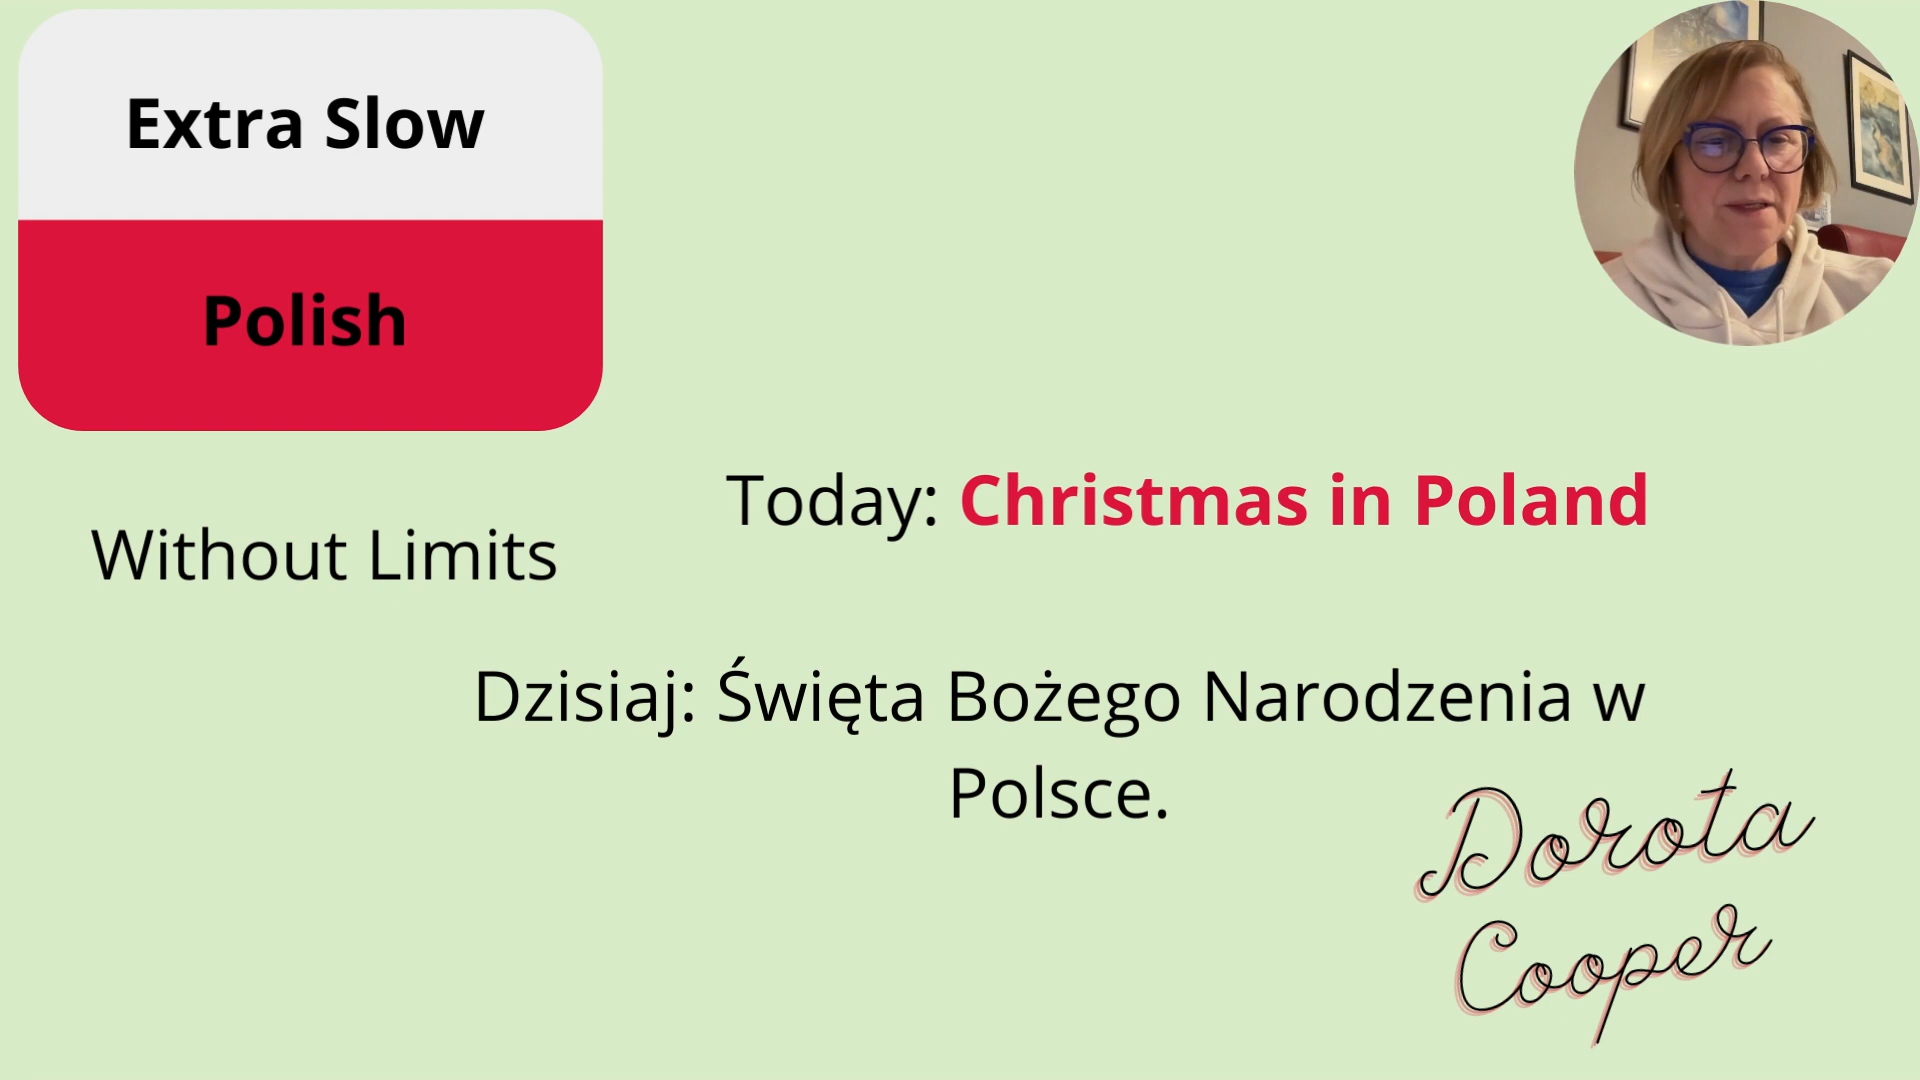 Extra Slow
Polish
Without Limits
Today: Christmas in Poland
Dzisiaj: Święta Bożego Narodzenia w
Polsce.
Dorota
Cooper